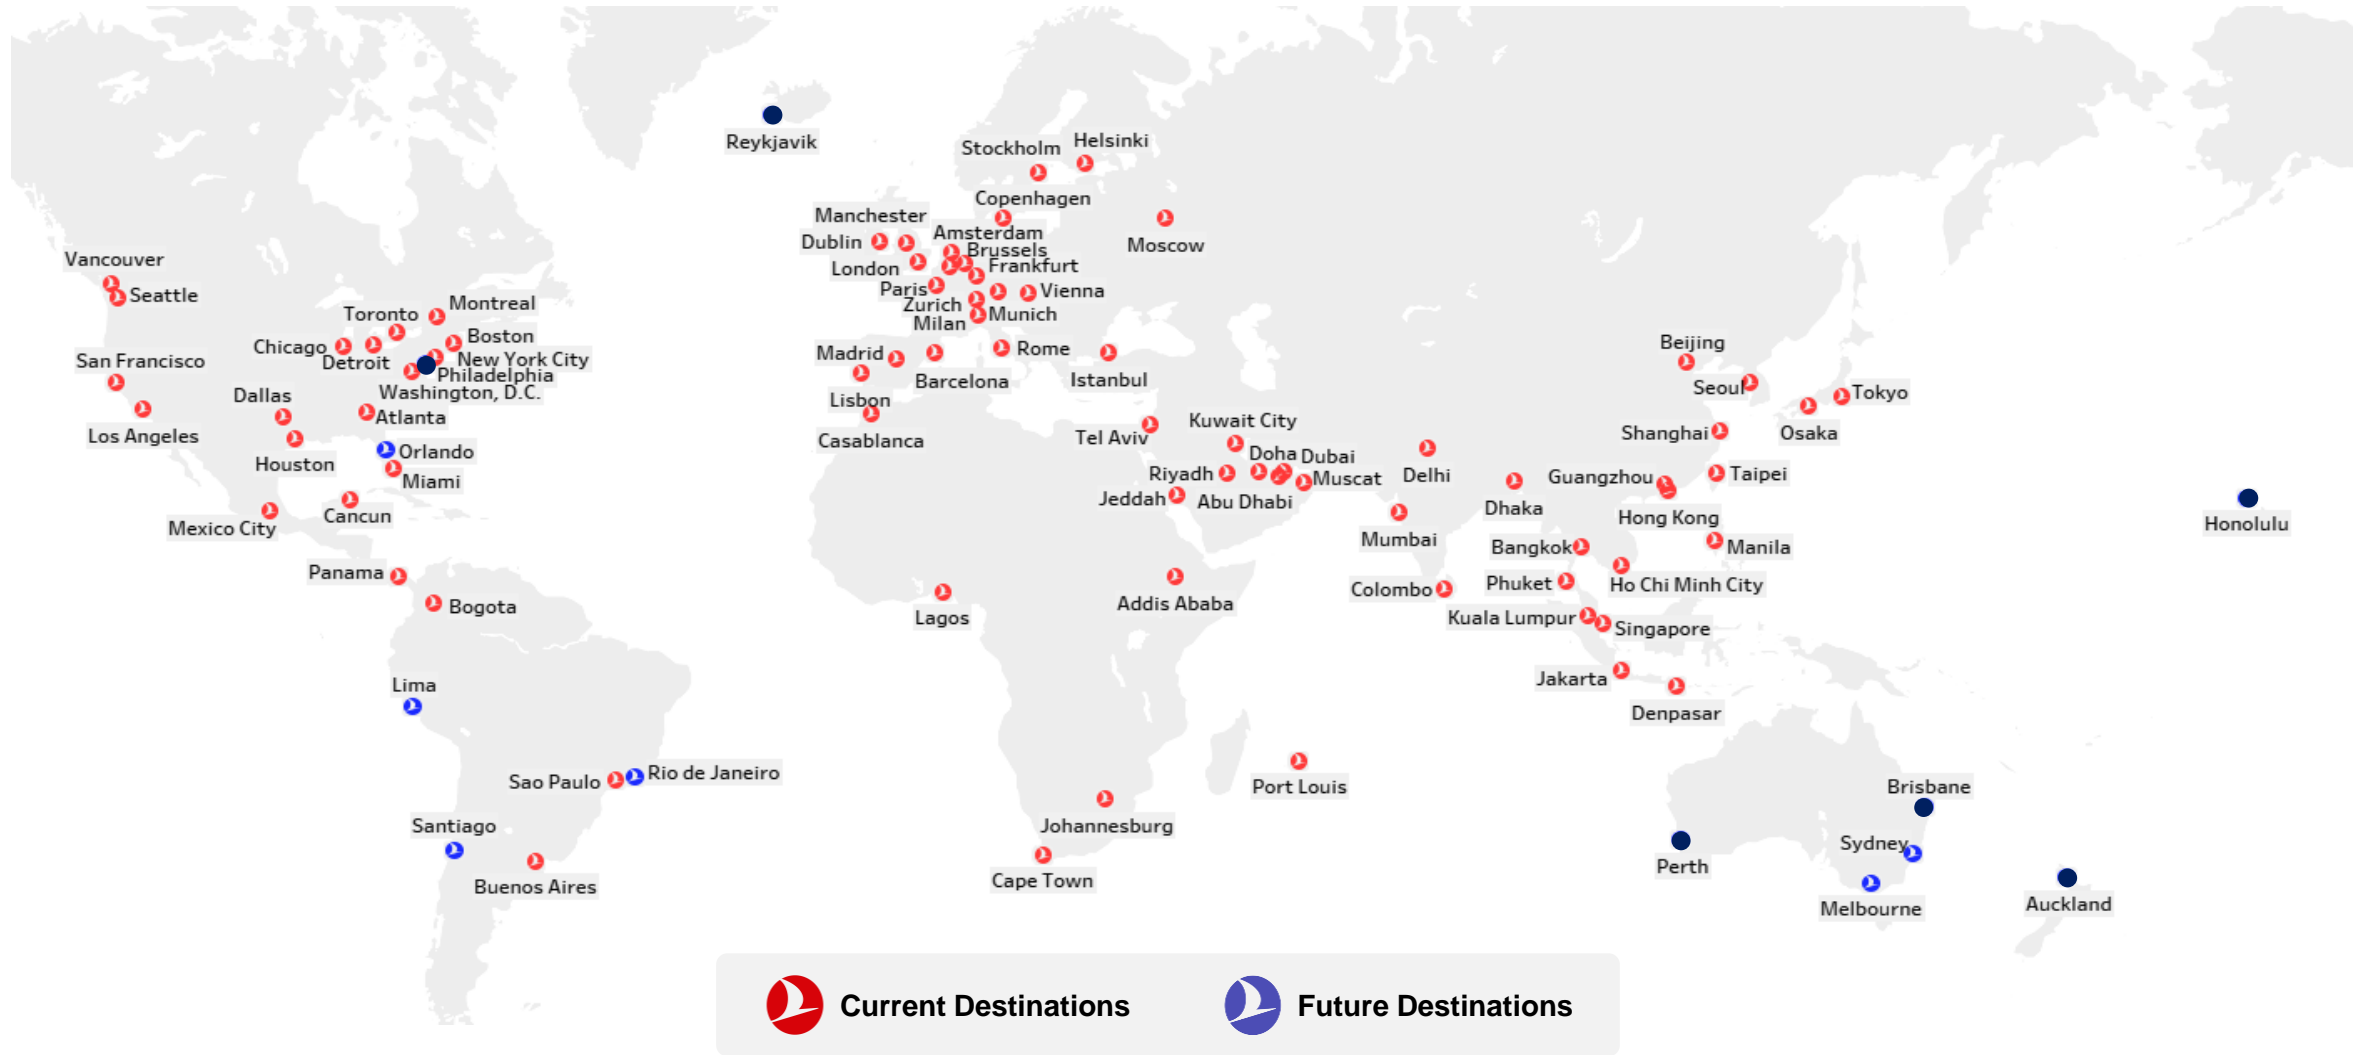 Reykjavik
Stockholm
Helsinki
Copenhagen
Manchester
Amsterdam
Dublin
Brussels
Moscow
London
Frankfurt
Paris
Vienna
Zurich
Munich
Milan
Madrid
Rome
Barcelona
Istanbul
Lisbon
Casablanca
Vancouver
Seattle
Montreal
Toronto
Boston
Chicago
Detroit
New York City
Philadelphia
San Francisco
Washington, D.C.
Dallas
Atlanta
Los Angeles
Orlando
Houston
Miami
Cancun
Mexico City
Panama
Bogota
Lima
Sao Paulo
Rio de Janeiro
Santiago
Buenos Aires
Tel Aviv
Kuwait City
Doha
Dubai
Riyadh
Muscat
Jeddah
Abu Dhabi
Delhi
Mumbai
Dhaka
Colombo
Lagos
Addis Ababa
Port Louis
Johannesburg
Cape Town
Beijing
Seoul
Tokyo
Osaka
Shanghai
Taipei
Guangzhou
Hong Kong
Manila
Bangkok
Phuket
Ho Chi Minh City
Kuala Lumpur
Singapore
Jakarta
Denpasar
Honolulu
Brisbane
Sydney
Perth
Melbourne
Auckland
Current Destinations
Future Destinations